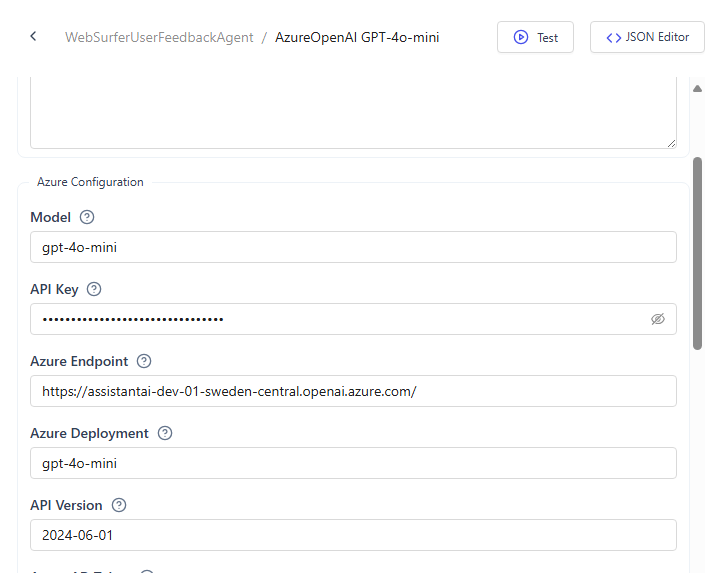 WebSurferUserFeedbackAgent / AzureOpenAI GPT-4o-mini Test JSON Editor
Azure Configuration
Model
gpt-4o-mini
API Key
••••••••••••••••••••••••••••••••
Azure Endpoint
https://assistantai-dev-01-sweden-central.openai.azure.com/
Azure Deployment
gpt-4o-mini
API Version
2024-06-01